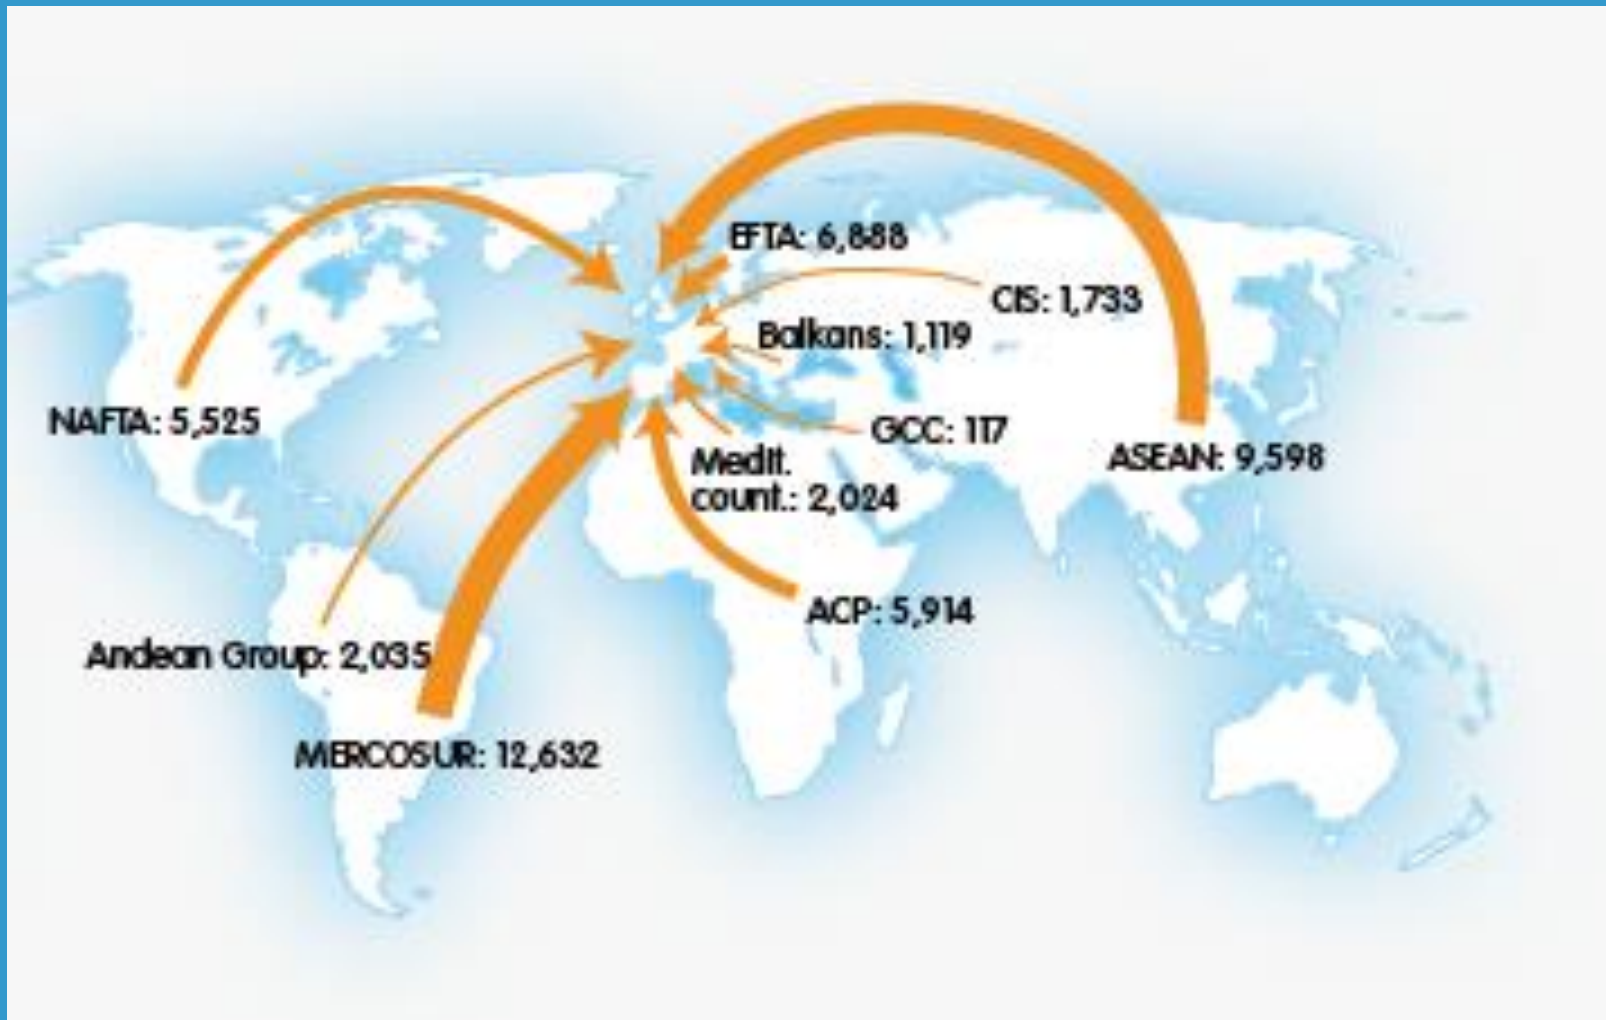 EFTA: 6,888
CIS: 1,733
Balkans: 1,119
NAFTA: 5,525
GCC: 117
ASEAN: 9,598
Medit.
count.: 2,024
ACP: 5,914
Andean Group: 2,035
MERCOSUR: 12,632